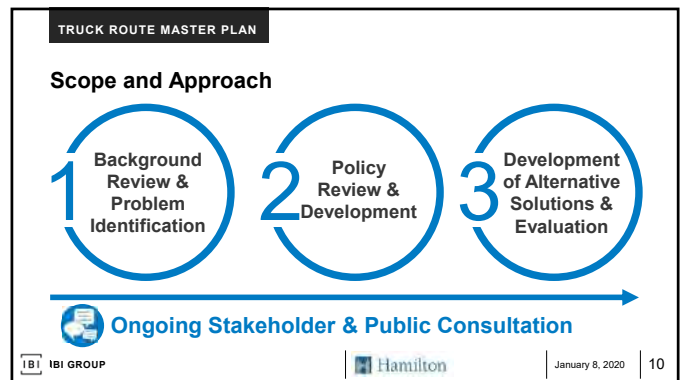 TRUCK ROUTE MASTER PLAN
Scope and Approach
1
Background
Review &
Problem
Identification
2
Policy
Review &
Development
3
Development
of Alternative
Solutions &
Evaluation
Ongoing Stakeholder & Public Consultation
IBI IBI GROUP
Hamilton
January 8, 2020
10